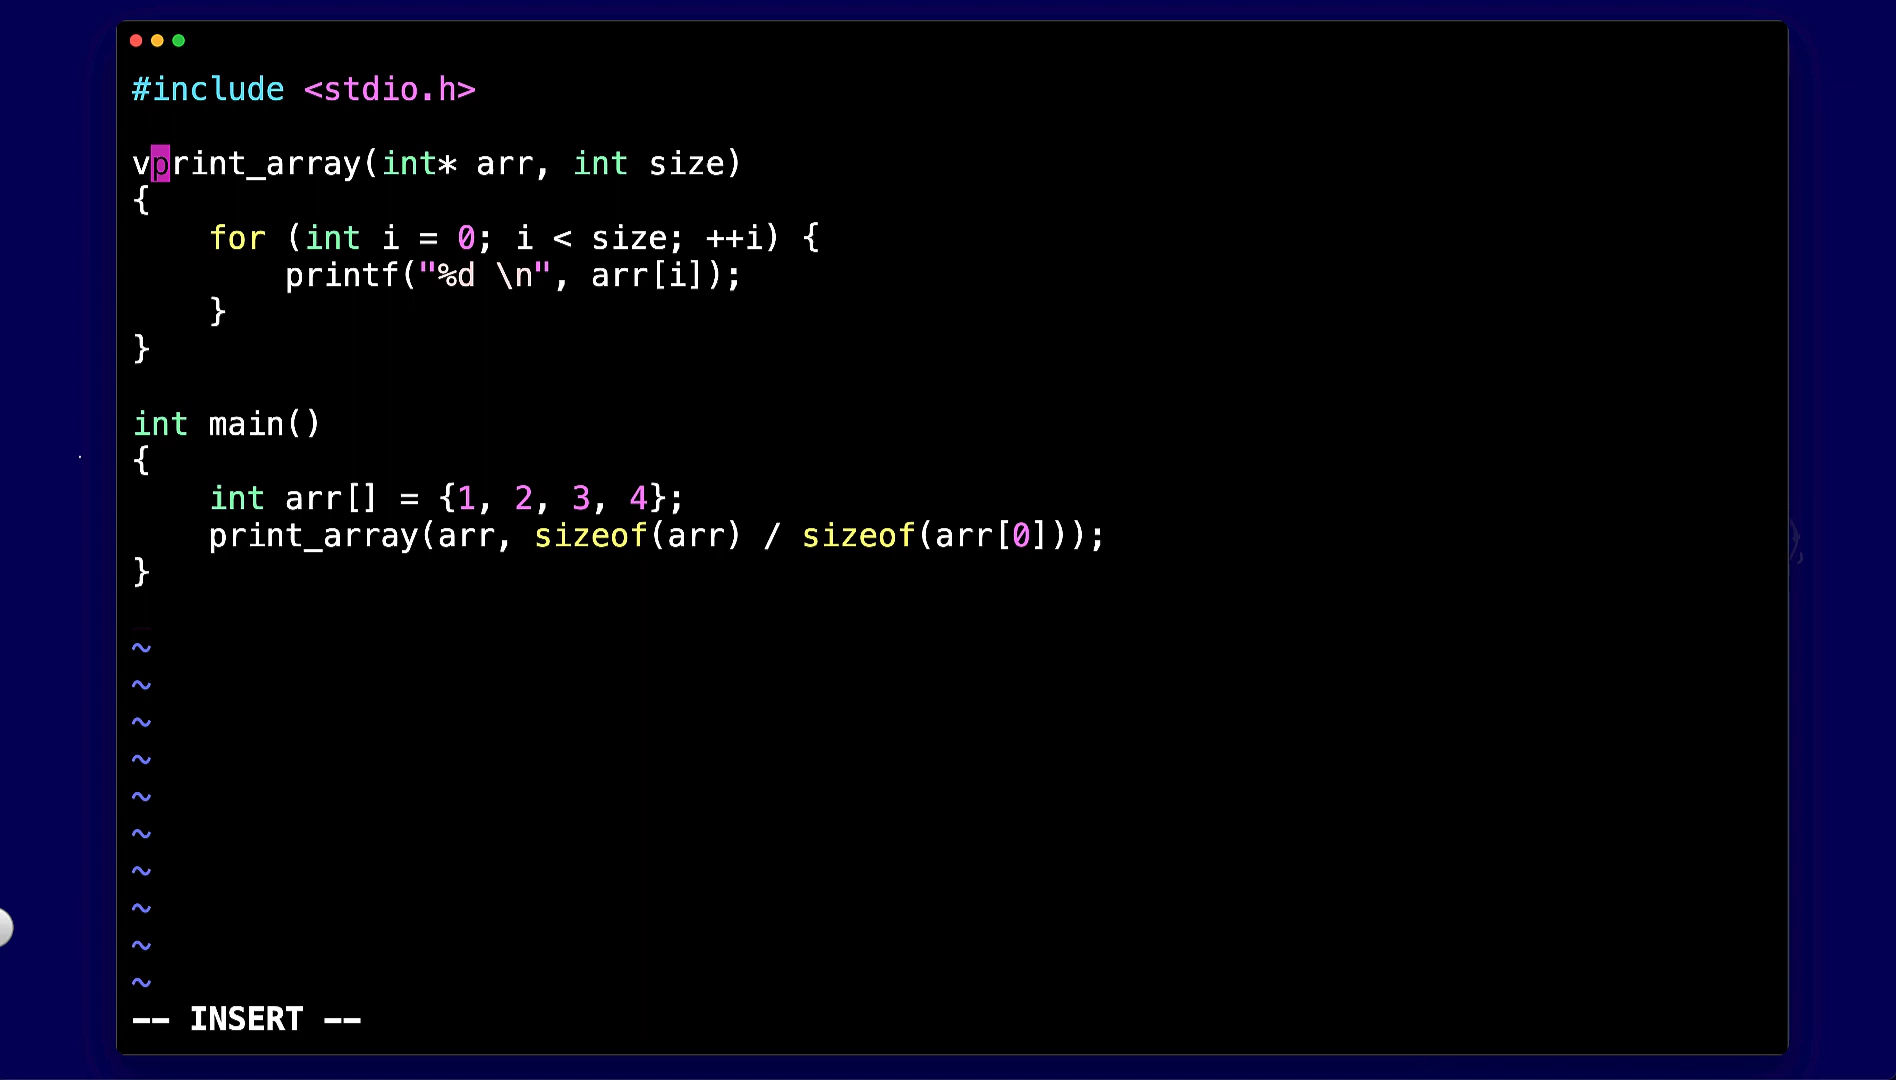 #include <stdio.h>
vprint_array(int* arr, int size)
{
    for (int i = 0; i < size; ++i) {
        printf("%d \n", arr[i]);
    }
}
int main()
{
    int arr[] = {1, 2, 3, 4};
    print_array(arr, sizeof(arr) / sizeof(arr[0]));
}
~
~
~
~
~
~
~
~
~
~
-- INSERT --